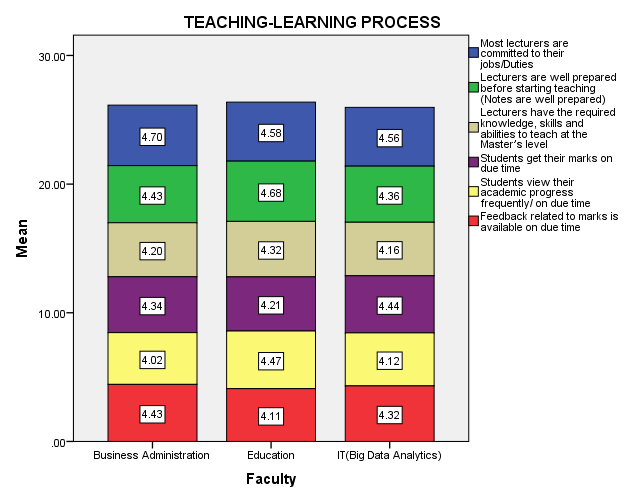 TEACHING-LEARNING PROCESS
30.00
20.00
10.00
.00
Mean
4.70
4.58
4.56
4.43
4.68
4.36
4.20
4.32
4.16
4.34
4.21
4.44
4.02
4.47
4.12
4.43
4.11
4.32
Business Administration
Education
IT(Big Data Analytics)
Faculty
Most lecturers are
committed to their
jobs/Duties
Lecturers are well prepared
before starting teaching
(Notes are well prepared)
Lecturers have the required
knowledge, skills and
abilities to teach at the
Master's level
Students get their marks on
due time
Students view their
academic progress
frequently/ on due time
Feedback related to marks is
available on due time